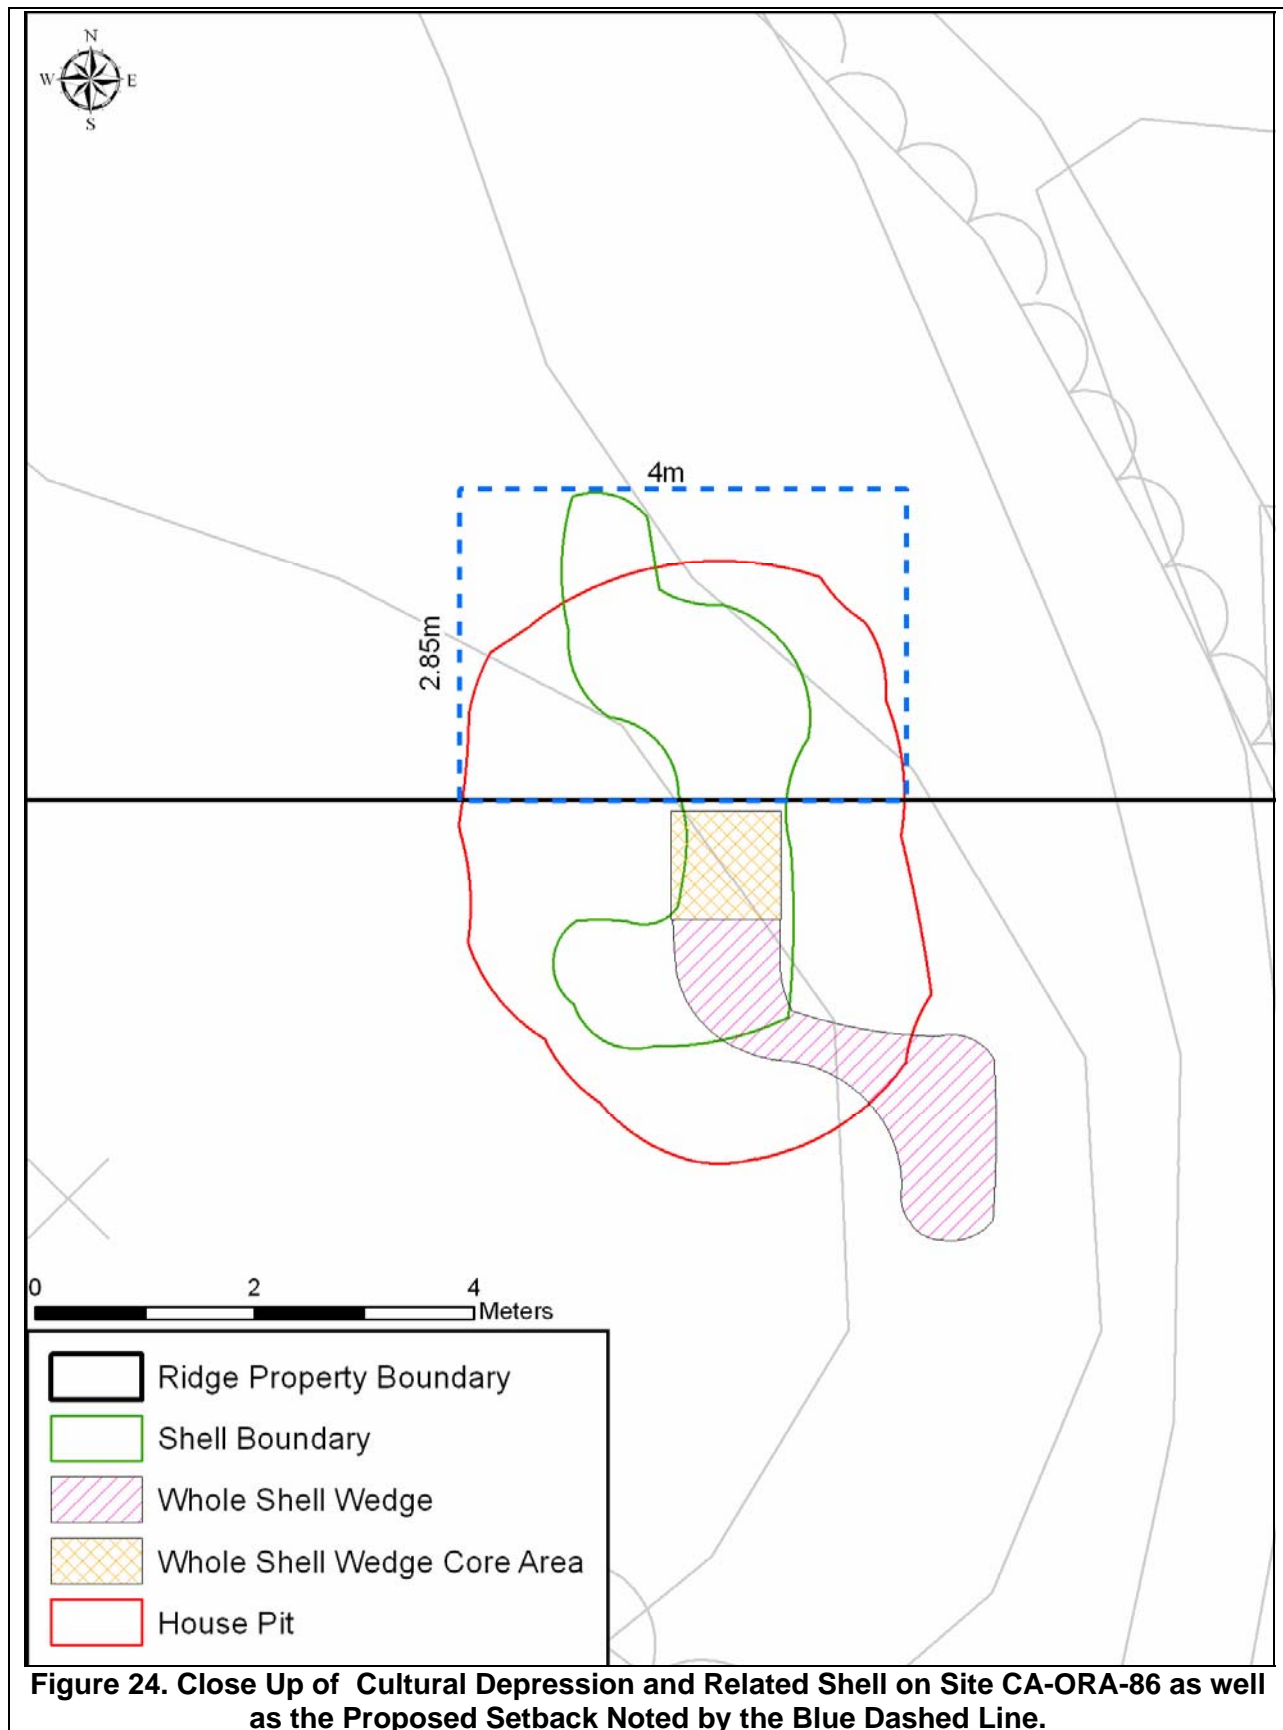 N
W E
S
4m
2.85m
0 2 4
Meters
Ridge Property Boundary
Shell Boundary
Whole Shell Wedge
Whole Shell Wedge Core Area
House Pit
Figure 24. Close Up of Cultural Depression and Related Shell on Site CA-ORA-86 as well
as the Proposed Setback Noted by the Blue Dashed Line.